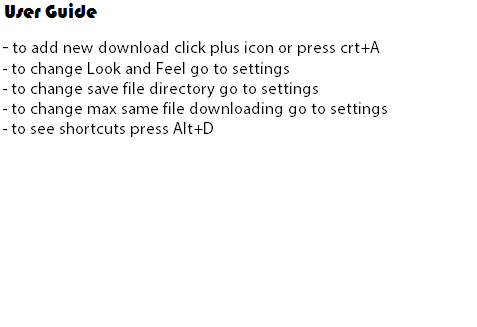 User Guide
- to add new download click plus icon or press crt+A
- to change Look and Feel go to settings
- to change save file directory go to settings
- to change max same file downloading go to settings
- to see shortcuts press Alt+D